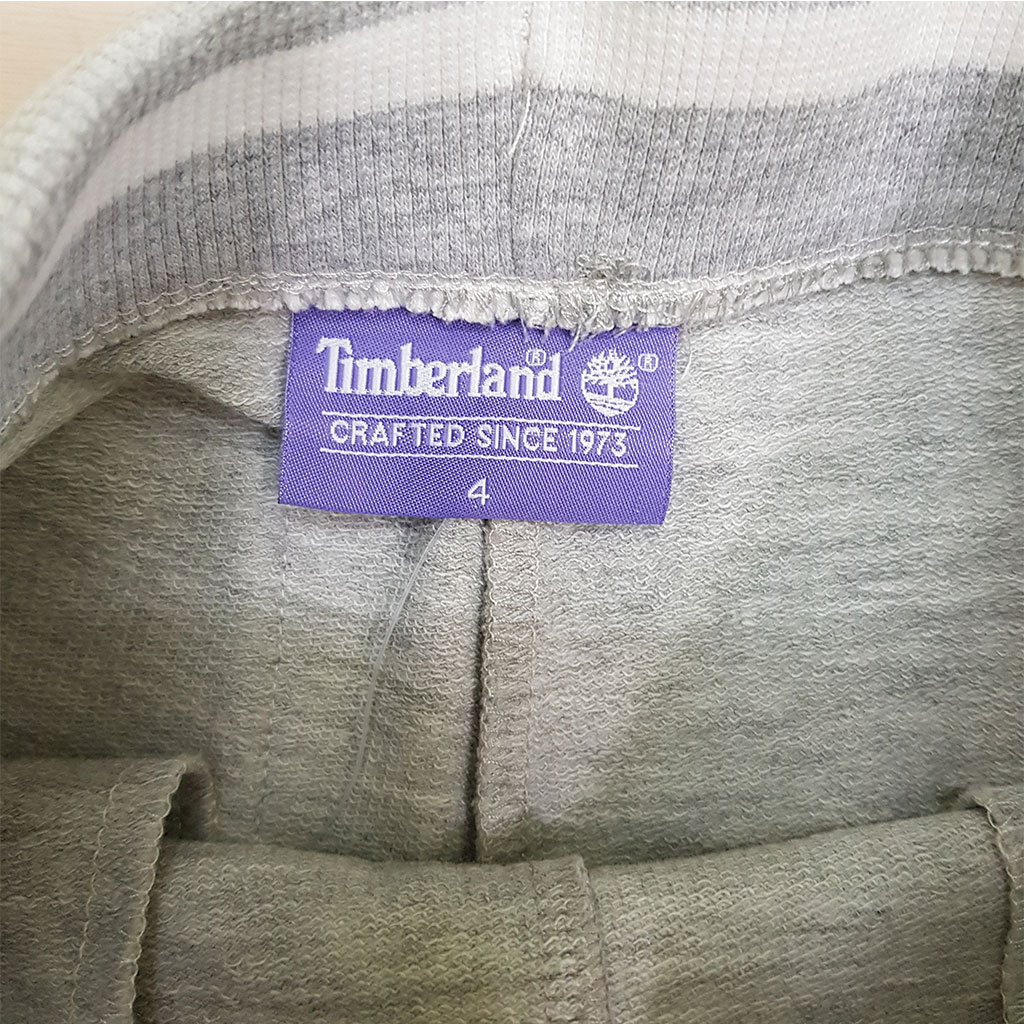 Timberland®
®
CRAFTED SINCE 1973
4